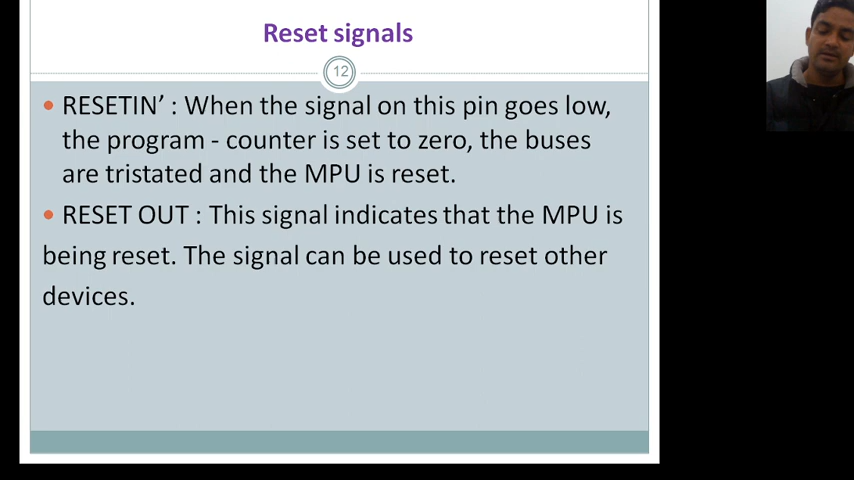 Reset signals
12
• RESETIN’ : When the signal on this pin goes low,
the program - counter is set to zero, the buses
are tristated and the MPU is reset.
• RESET OUT : This signal indicates that the MPU is
being reset. The signal can be used to reset other
devices.